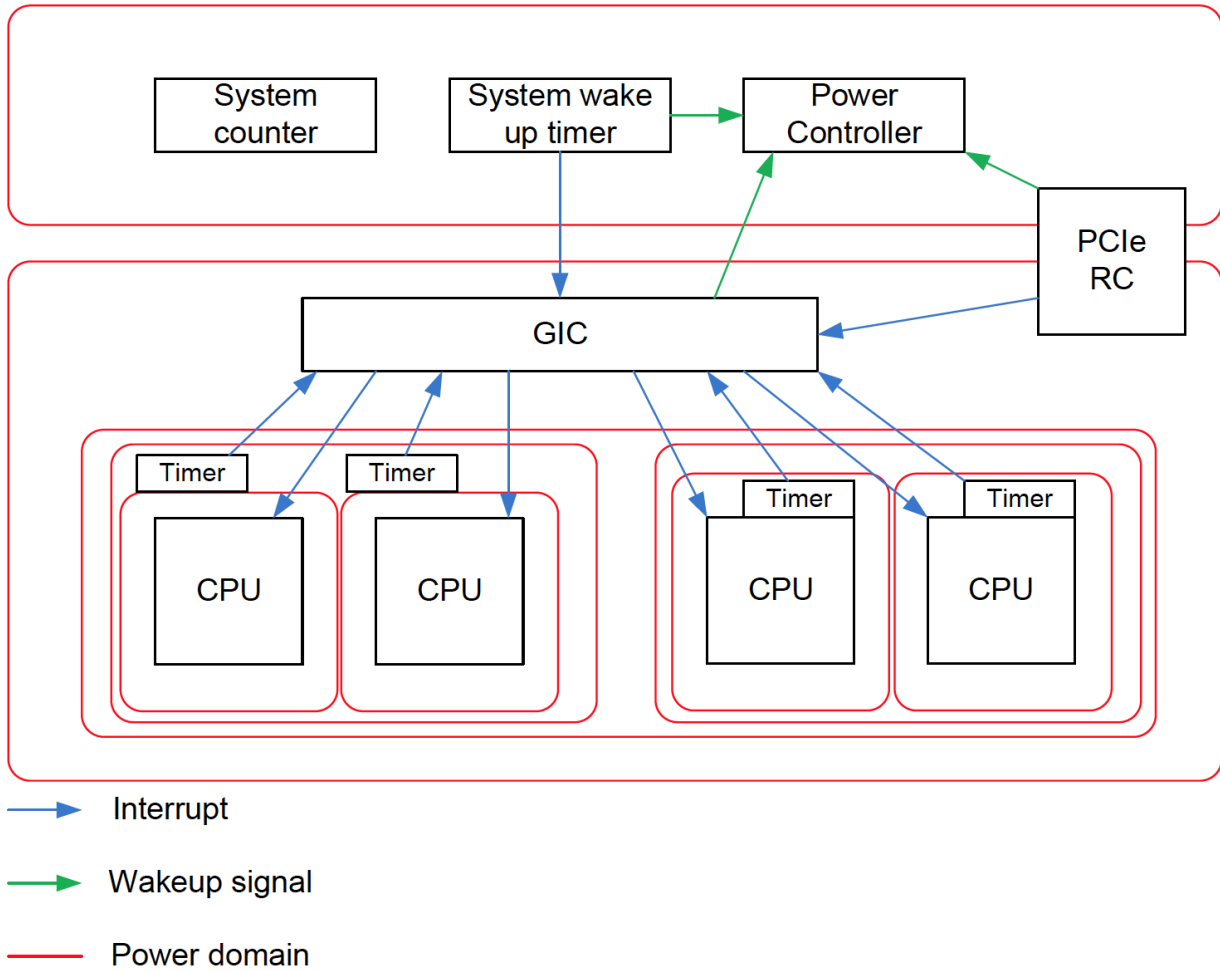 System
counter
System wake
up timer
Power
Controller
PCIe
RC
GIC
Timer
Timer
Timer
Timer
CPU
CPU
CPU
CPU
Interrupt
Wakeup signal
Power domain